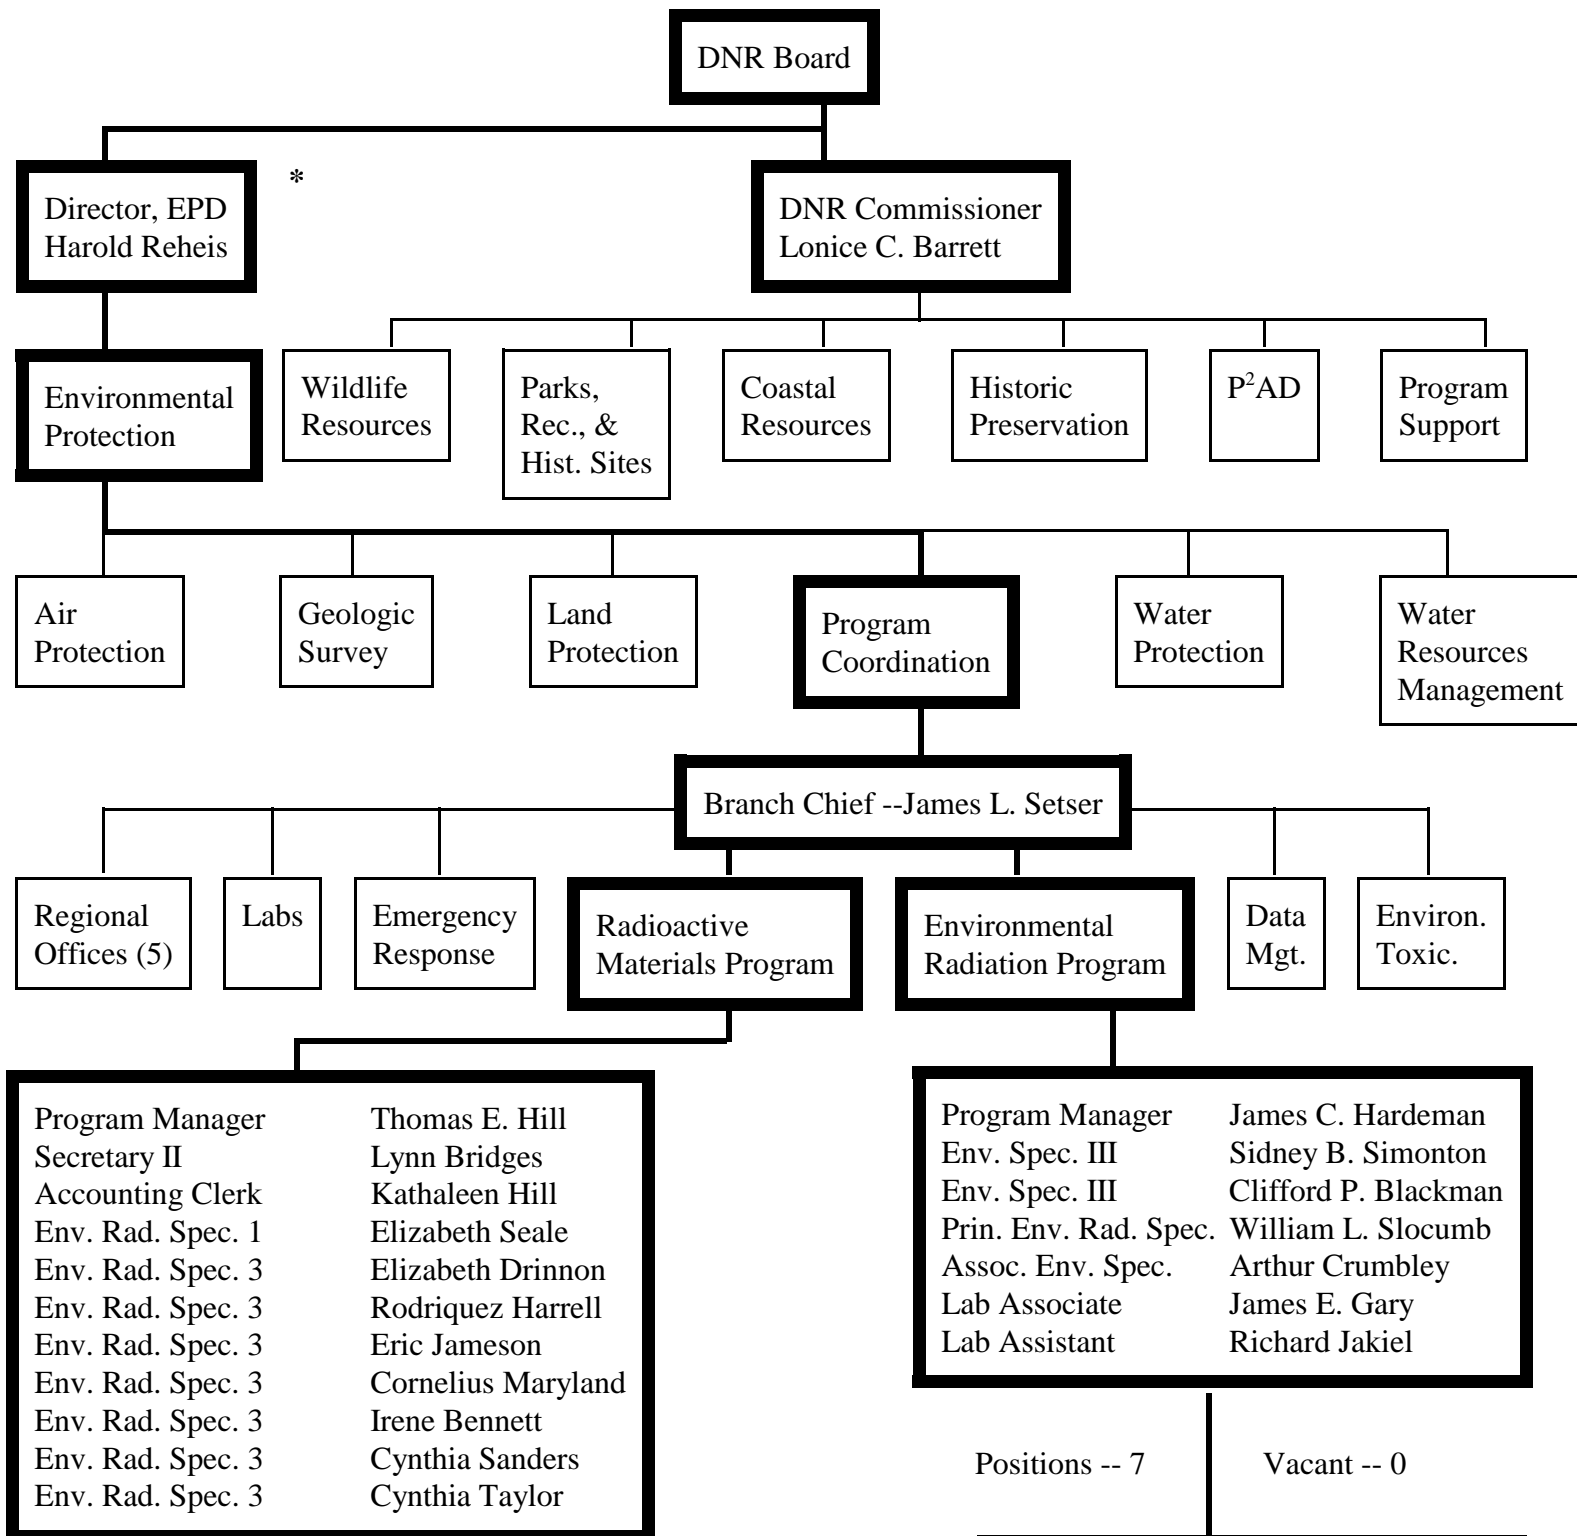 DNR Board
*
Director, EPD
Harold Reheis
DNR Commissioner
Lonice C. Barrett
Environmental
Protection
Wildlife
Resources
Parks,
Rec., &
Hist. Sites
Coastal
Resources
Historic
Preservation
P²AD
Program
Support
Air
Protection
Geologic
Survey
Land
Protection
Program
Coordination
Water
Protection
Water
Resources
Management
Branch Chief --James L. Setser
Regional
Offices (5)
Labs
Emergency
Response
Radioactive
Materials Program
Environmental
Radiation Program
Data
Mgt.
Environ.
Toxic.
Program Manager Thomas E. Hill
Secretary II Lynn Bridges
Accounting Clerk Kathaleen Hill
Env. Rad. Spec. 1 Elizabeth Seale
Env. Rad. Spec. 3 Elizabeth Drinnon
Env. Rad. Spec. 3 Rodriquez Harrell
Env. Rad. Spec. 3 Eric Jameson
Env. Rad. Spec. 3 Cornelius Maryland
Env. Rad. Spec. 3 Irene Bennett
Env. Rad. Spec. 3 Cynthia Sanders
Env. Rad. Spec. 3 Cynthia Taylor
Program Manager James C. Hardeman
Env. Spec. III Sidney B. Simonton
Env. Spec. III Clifford P. Blackman
Prin. Env. Rad. Spec. William L. Slocumb
Assoc. Env. Spec. Arthur Crumbley
Lab Associate James E. Gary
Lab Assistant Richard Jakiel
Positions -- 7 Vacant -- 0